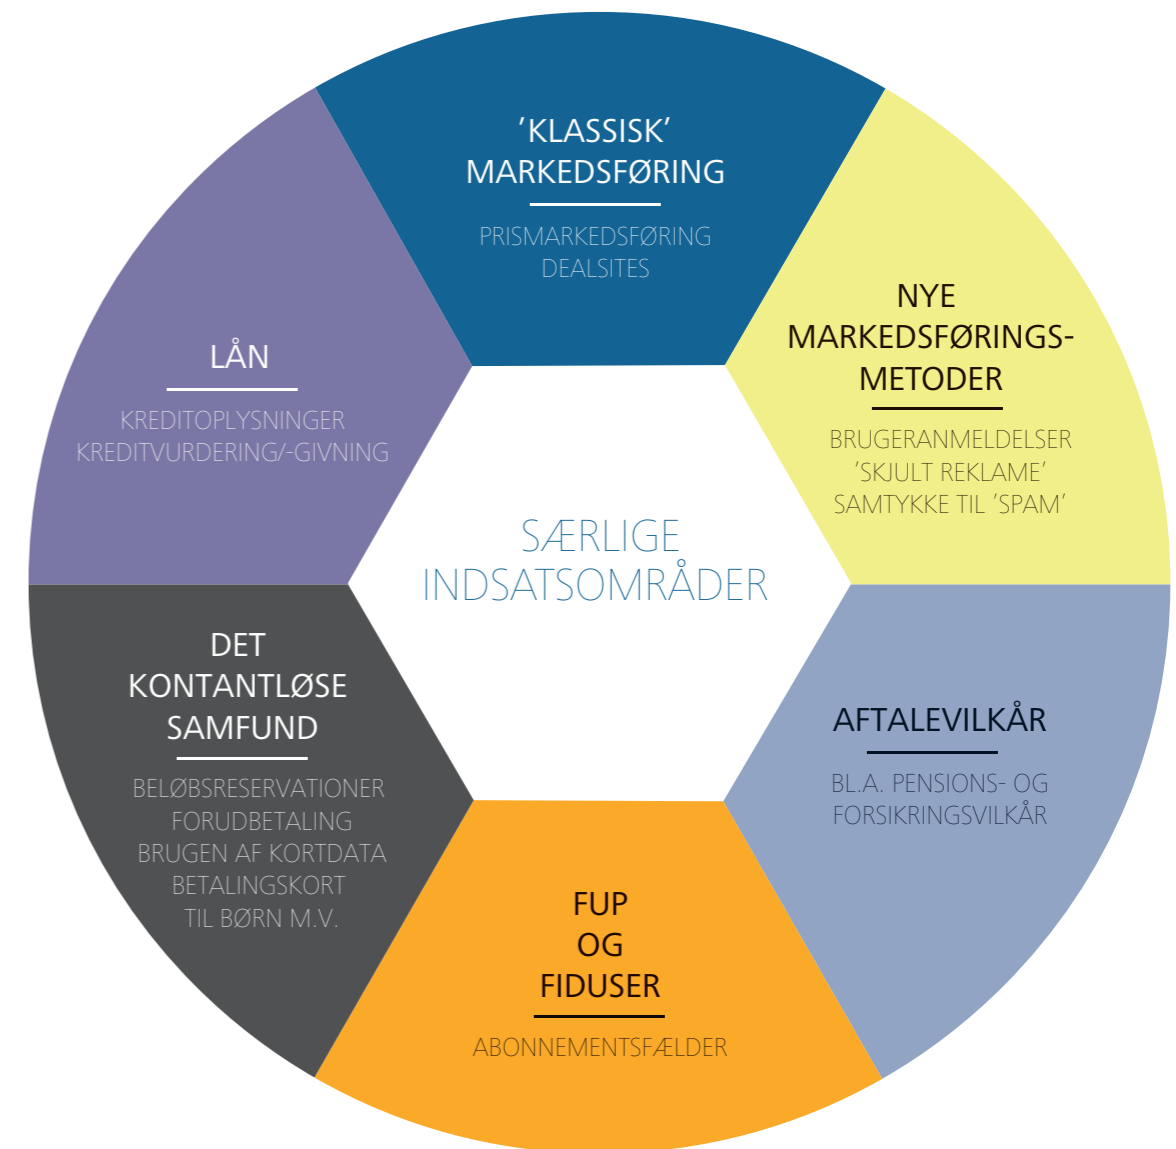 ’KLASSISK’
MARKEDSFØRING
PRISMARKEDSFØRING
DEALSITES
NYE
MARKEDSFØRINGS-
METODER
BRUGERANMELDELSER
’SKJULT REKLAME’
SAMTYKKE TIL ’SPAM’
LÅN
KREDITOPLYSNINGER
KREDITVURDERING/-GIVNING
SÆRLIGE
INDSATSOMRÅDER
DET
KONTANTLØSE
SAMFUND
BELØBSRESERVATIONER
FORUDBETALING
BRUGEN AF KORTDATA
BETALINGSKORT
TIL BØRN M.V.
AFTALEVILKÅR
BL.A. PENSIONS- OG
FORSIKRINGSVILKÅR
FUP
OG
FIDUSER
ABONNEMENTSFÆLDER